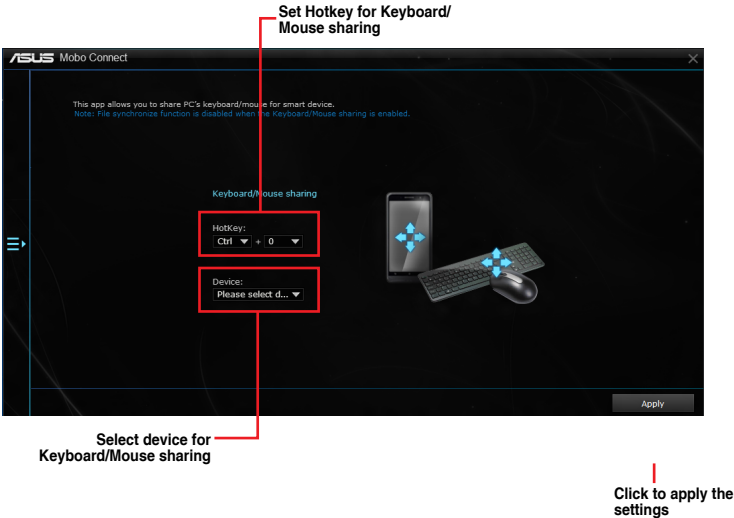 Set Hotkey for Keyboard/
Mouse sharing
ASUS Mobo Connect
This app allows you to share PC's keyboard/mouse for smart device.
Note: File synchronize function is disabled when the Keyboard/Mouse sharing is enabled.
Keyboard/Mouse sharing
HotKey:
Ctrl + 0
Device:
Please select d...
Apply
Select device for
Keyboard/Mouse sharing
Click to apply the
settings